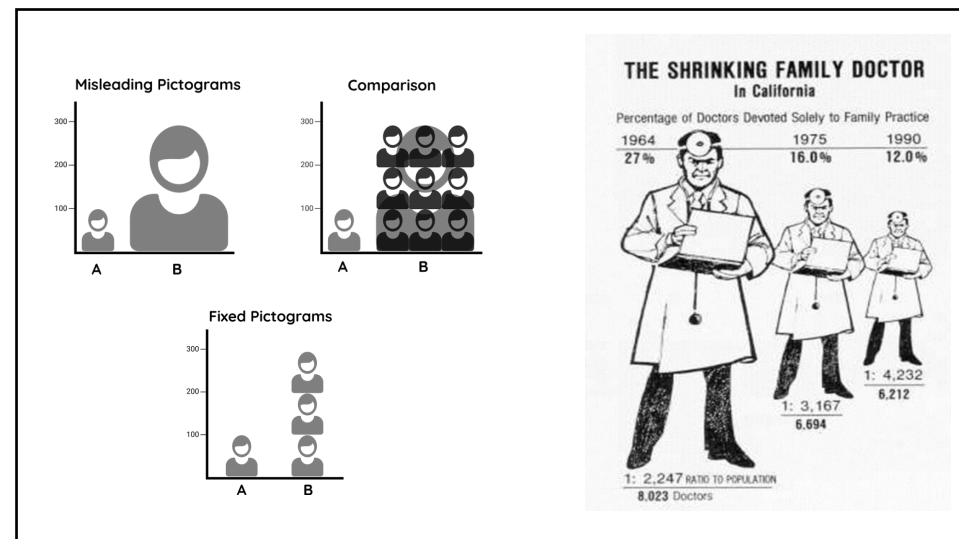 Misleading Pictograms
300
200
100
A
B
Comparison
300
200
100
A
B
Fixed Pictograms
300
200
100
A
B
THE SHRINKING FAMILY DOCTOR
In California
Percentage of Doctors Devoted Solely to Family Practice
1964 1975 1990
27% 16.0% 12.0%
1: 4,232
6,212
1: 3,167
6,694
1: 2,247 RATIO TO POPULATION
8,023 Doctors